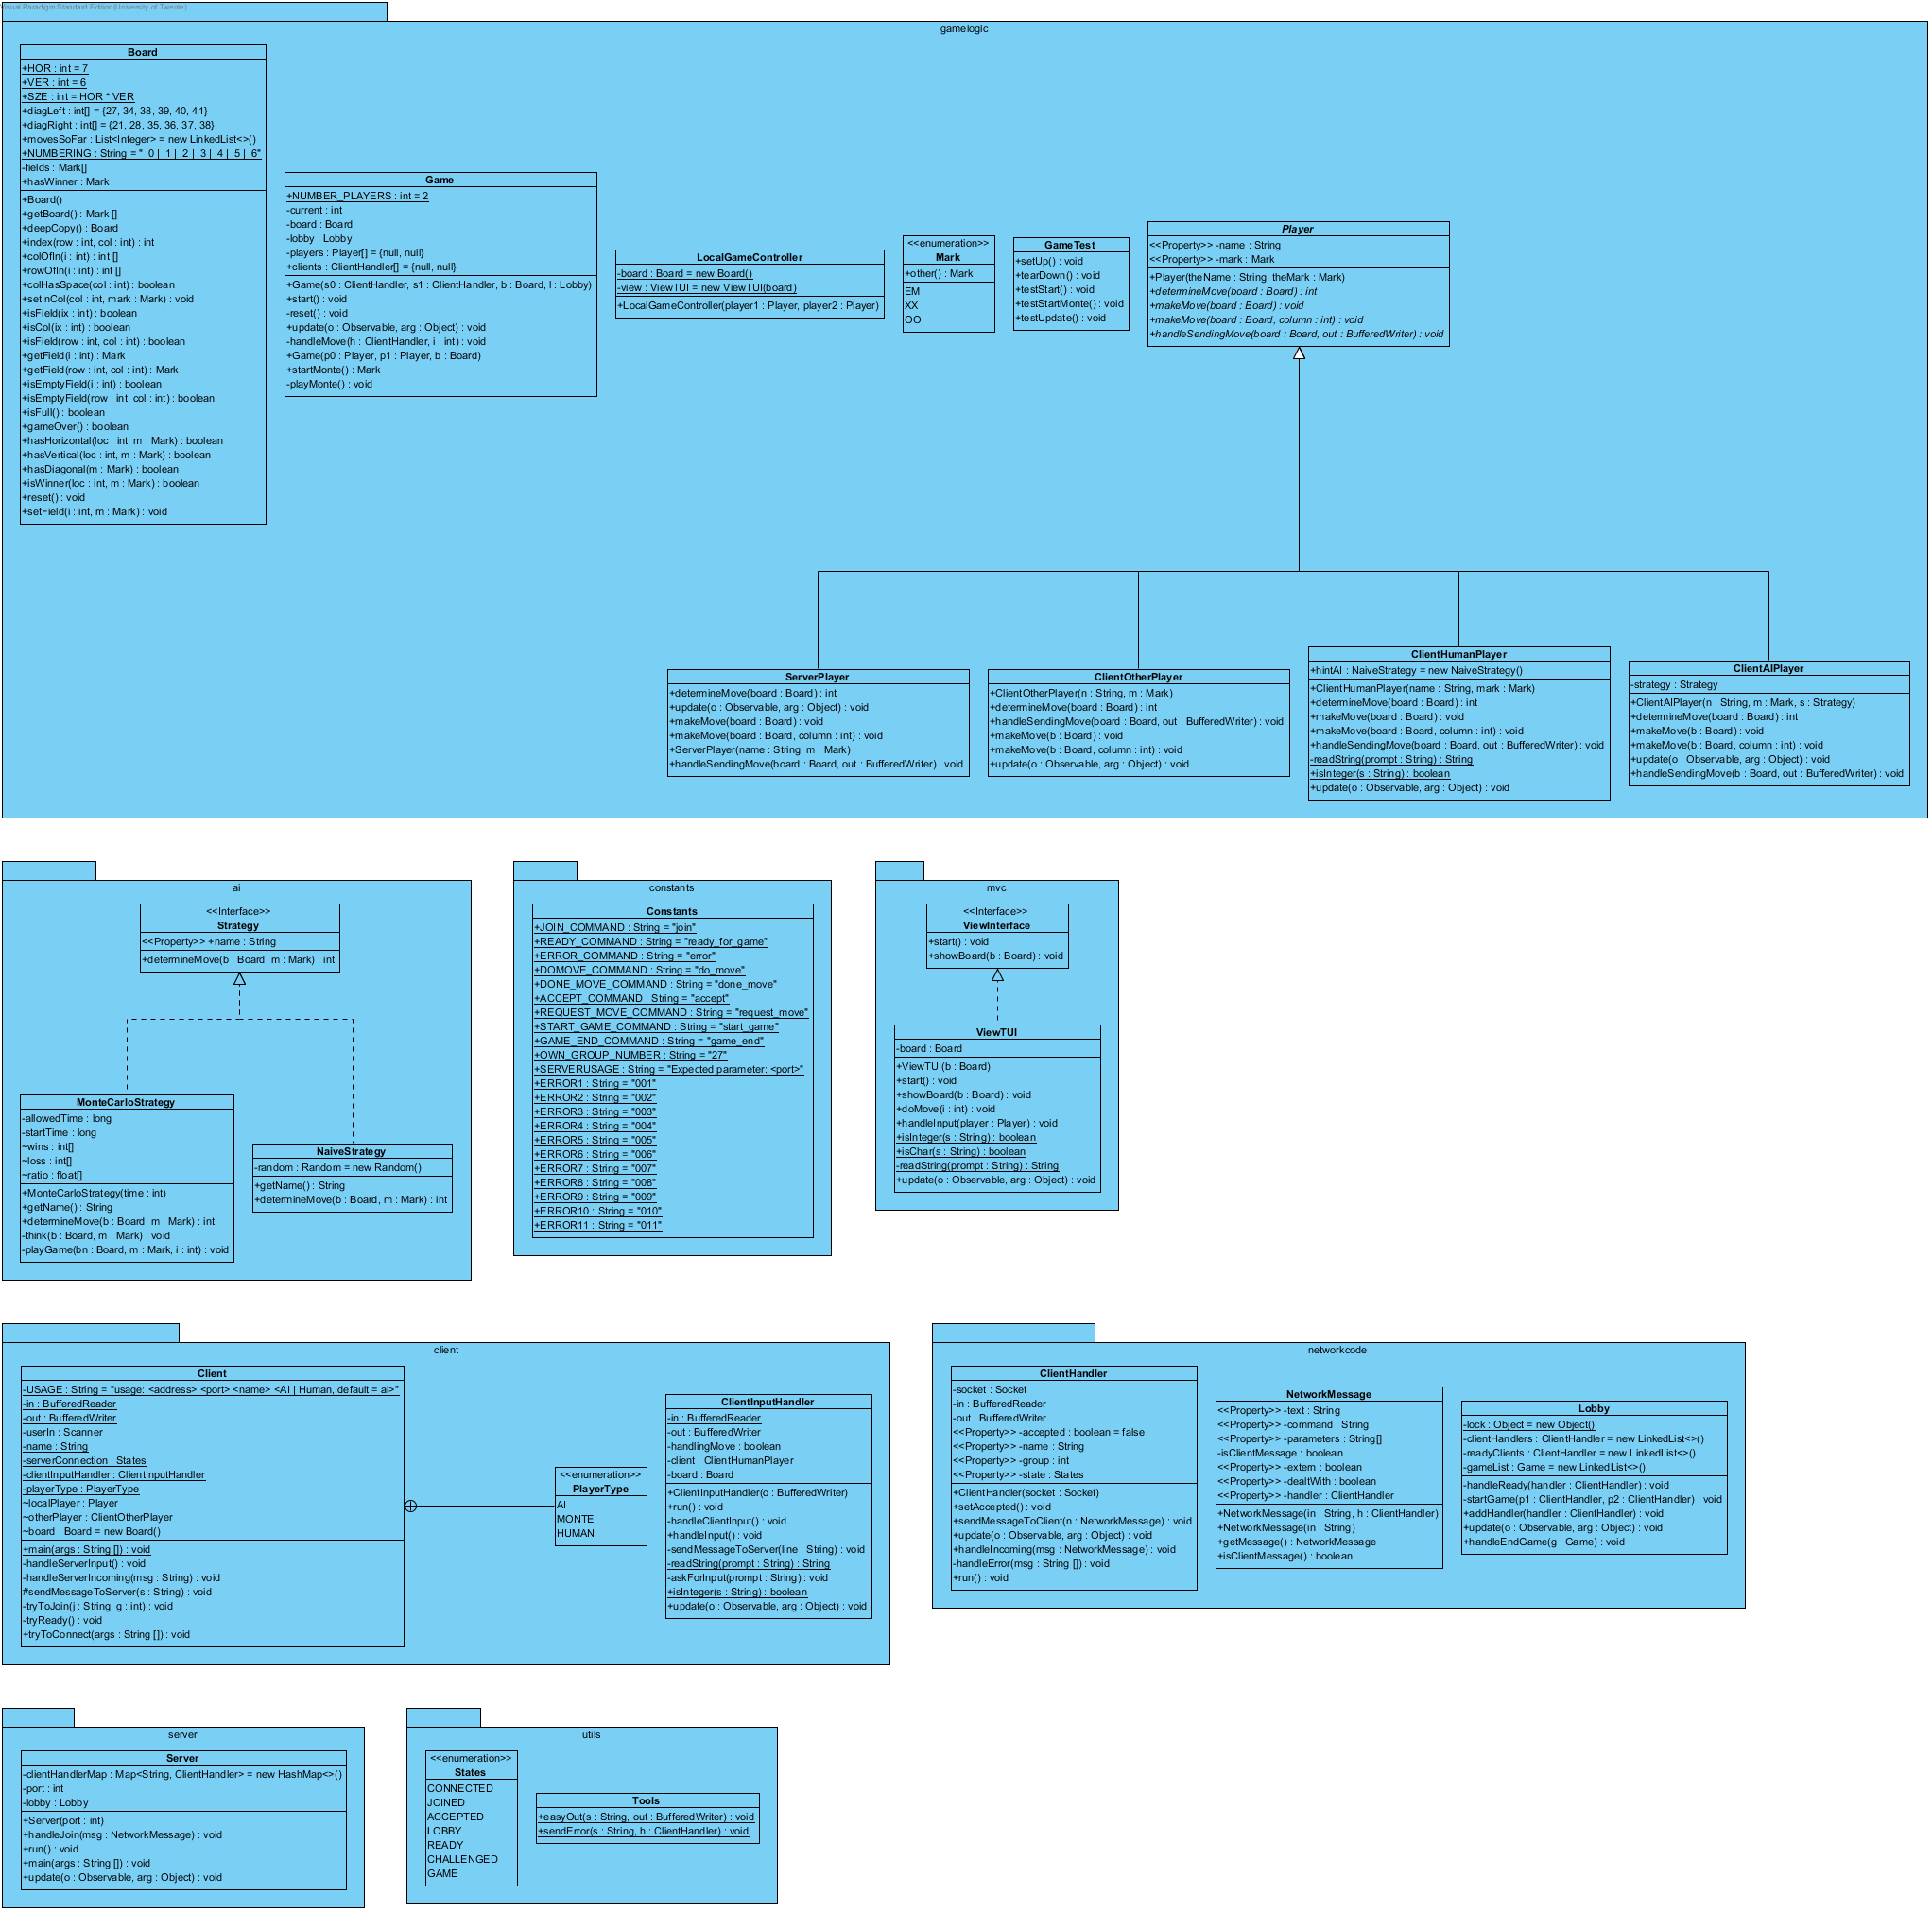 Visual Paradigm Standard Edition(University of Twente)
gamelogic
Board
+HOR : int = 7
+VER : int = 6
+SZE : int = HOR * VER
+diagLeft : int[] = {27, 34, 38, 39, 40, 41}
+diagRight : int[] = {21, 28, 35, 36, 37, 38}
+movesSoFar : List<Integer> = new LinkedList<>()
+NUMBERING : String = " 0 | 1 | 2 | 3 | 4 | 5 | 6"
-fields : Mark[]
+hasWinner : Mark
+Board()
+getBoard() : Mark []
+deepCopy() : Board
+index(row : int, col : int) : int
+colOfIn(i : int) : int []
+rowOfIn(i : int) : int []
+colHasSpace(col : int) : boolean
+setInCol(col : int, mark : Mark) : void
+isField(ix : int) : boolean
+isCol(ix : int) : boolean
+isField(row : int, col : int) : boolean
+getField(i : int) : Mark
+getField(row : int, col : int) : Mark
+isEmptyField(i : int) : boolean
+isEmptyField(row : int, col : int) : boolean
+isFull() : boolean
+gameOver() : boolean
+hasHorizontal(loc : int, m : Mark) : boolean
+hasVertical(loc : int, m : Mark) : boolean
+hasDiagonal(m : Mark) : boolean
+isWinner(loc : int, m : Mark) : boolean
+reset() : void
+setField(i : int, m : Mark) : void
Game
+NUMBER_PLAYERS : int = 2
-current : int
-board : Board
-lobby : Lobby
-players : Player[] = {null, null}
+clients : ClientHandler[] = {null, null}
+Game(s0 : ClientHandler, s1 : ClientHandler, b : Board, l : Lobby)
+start() : void
-reset() : void
+update(o : Observable, arg : Object) : void
-handleMove(h : ClientHandler, i : int) : void
+Game(p0 : Player, p1 : Player, b : Board)
+startMonte() : Mark
-playMonte() : void
LocalGameController
-board : Board = new Board()
-view : ViewTUI = new ViewTUI(board)
+LocalGameController(player1 : Player, player2 : Player)
<<enumeration>>
Mark
+other() : Mark
EM
XX
OO
GameTest
+setUp() : void
+tearDown() : void
+testStart() : void
+testStartMonte() : void
+testUpdate() : void
Player
<<Property>> -name : String
<<Property>> -mark : Mark
+Player(theName : String, theMark : Mark)
+determineMove(board : Board) : int
+makeMove(board : Board) : void
+makeMove(board : Board, column : int) : void
+handleSendingMove(board : Board, out : BufferedWriter) : void
ServerPlayer
+determineMove(board : Board) : int
+update(o : Observable, arg : Object) : void
+makeMove(board : Board) : void
+makeMove(board : Board, column : int) : void
+ServerPlayer(name : String, m : Mark)
+handleSendingMove(board : Board, out : BufferedWriter) : void
ClientOtherPlayer
+ClientOtherPlayer(n : String, m : Mark)
+determineMove(board : Board) : int
+handleSendingMove(board : Board, out : BufferedWriter) : void
+makeMove(b : Board) : void
+makeMove(b : Board, column : int) : void
+update(o : Observable, arg : Object) : void
ClientHumanPlayer
+hintAI : NaiveStrategy = new NaiveStrategy()
+ClientHumanPlayer(name : String, mark : Mark)
+determineMove(board : Board) : int
+makeMove(board : Board) : void
+makeMove(board : Board, column : int) : void
+handleSendingMove(board : Board, out : BufferedWriter) : void
-readString(prompt : String) : String
+isInteger(s : String) : boolean
+update(o : Observable, arg : Object) : void
ClientAIPlayer
-strategy : Strategy
+ClientAIPlayer(n : String, m : Mark, s : Strategy)
+determineMove(board : Board) : int
+makeMove(b : Board) : void
+makeMove(b : Board, column : int) : void
+update(o : Observable, arg : Object) : void
+handleSendingMove(b : Board, out : BufferedWriter) : void
ai
<<Interface>>
Strategy
<<Property>> +name : String
+determineMove(b : Board, m : Mark) : int
MonteCarloStrategy
-allowedTime : long
-startTime : long
~wins : int[]
~loss : int[]
~ratio : float[]
+MonteCarloStrategy(time : int)
+getName() : String
+determineMove(b : Board, m : Mark) : int
-think(b : Board, m : Mark) : void
-playGame(bn : Board, m : Mark, i : int) : void
NaiveStrategy
-random : Random = new Random()
+getName() : String
+determineMove(b : Board, m : Mark) : int
constants
Constants
+JOIN_COMMAND : String = "join"
+READY_COMMAND : String = "ready_for_game"
+ERROR_COMMAND : String = "error"
+DOMOVE_COMMAND : String = "do_move"
+DONE_MOVE_COMMAND : String = "done_move"
+ACCEPT_COMMAND : String = "accept"
+REQUEST_MOVE_COMMAND : String = "request_move"
+START_GAME_COMMAND : String = "start_game"
+GAME_END_COMMAND : String = "game_end"
+OWN_GROUP_NUMBER : String = "27"
+SERVERUSAGE : String = "Expected parameter: <port>"
+ERROR1 : String = "001"
+ERROR2 : String = "002"
+ERROR3 : String = "003"
+ERROR4 : String = "004"
+ERROR5 : String = "005"
+ERROR6 : String = "006"
+ERROR7 : String = "007"
+ERROR8 : String = "008"
+ERROR9 : String = "009"
+ERROR10 : String = "010"
+ERROR11 : String = "011"
mvc
<<Interface>>
ViewInterface
+start() : void
+showBoard(b : Board) : void
ViewTUI
-board : Board
+ViewTUI(b : Board)
+start() : void
+showBoard(b : Board) : void
+doMove(i : int) : void
+handleInput(player : Player) : void
+isInteger(s : String) : boolean
+isChar(s : String) : boolean
-readString(prompt : String) : String
+update(o : Observable, arg : Object) : void
client
Client
-USAGE : String = "usage: <address> <port> <name> <AI | Human, default = ai>"
-in : BufferedReader
-out : BufferedWriter
-userIn : Scanner
-name : String
-serverConnection : States
-clientInputHandler : ClientInputHandler
-playerType : PlayerType
~localPlayer : Player
~otherPlayer : ClientOtherPlayer
~board : Board = new Board()
+main(args : String []) : void
-handleServerInput() : void
-handleServerIncoming(msg : String) : void
#sendMessageToServer(s : String) : void
-tryToJoin(j : String, g : int) : void
-tryReady() : void
+tryToConnect(args : String []) : void
<<enumeration>>
PlayerType
AI
MONTE
HUMAN
ClientInputHandler
-in : BufferedReader
-out : BufferedWriter
-handlingMove : boolean
-client : ClientHumanPlayer
-board : Board
+ClientInputHandler(o : BufferedWriter)
+run() : void
-handleClientInput() : void
+handleInput() : void
-sendMessageToServer(line : String) : void
-readString(prompt : String) : String
-askForInput(prompt : String) : void
+isInteger(s : String) : boolean
+update(o : Observable, arg : Object) : void
networkcode
ClientHandler
-socket : Socket
-in : BufferedReader
-out : BufferedWriter
<<Property>> -accepted : boolean = false
<<Property>> -name : String
<<Property>> -group : int
<<Property>> -state : States
+ClientHandler(socket : Socket)
+setAccepted() : void
+sendMessageToClient(n : NetworkMessage) : void
+update(o : Observable, arg : Object) : void
+handleIncoming(msg : NetworkMessage) : void
-handleError(msg : String []) : void
+run() : void
NetworkMessage
<<Property>> -text : String
<<Property>> -command : String
<<Property>> -parameters : String[]
-isClientMessage : boolean
<<Property>> -extern : boolean
<<Property>> -dealtWith : boolean
<<Property>> -handler : ClientHandler
+NetworkMessage(in : String, h : ClientHandler)
+NetworkMessage(in : String)
+getMessage() : NetworkMessage
+isClientMessage() : boolean
Lobby
-lock : Object = new Object()
-clientHandlers : ClientHandler = new LinkedList<>()
-readyClients : ClientHandler = new LinkedList<>()
-gameList : Game = new LinkedList<>()
-handleReady(handler : ClientHandler) : void
-startGame(p1 : ClientHandler, p2 : ClientHandler) : void
+addHandler(handler : ClientHandler) : void
+update(o : Observable, arg : Object) : void
+handleEndGame(g : Game) : void
server
Server
-clientHandlerMap : Map<String, ClientHandler> = new HashMap<>()
-port : int
-lobby : Lobby
+Server(port : int)
+handleJoin(msg : NetworkMessage) : void
+run() : void
+main(args : String []) : void
+update(o : Observable, arg : Object) : void
utils
<<enumeration>>
States
CONNECTED
JOINED
ACCEPTED
LOBBY
READY
CHALLENGED
GAME
Tools
+easyOut(s : String, out : BufferedWriter) : void
+sendError(s : String, h : ClientHandler) : void